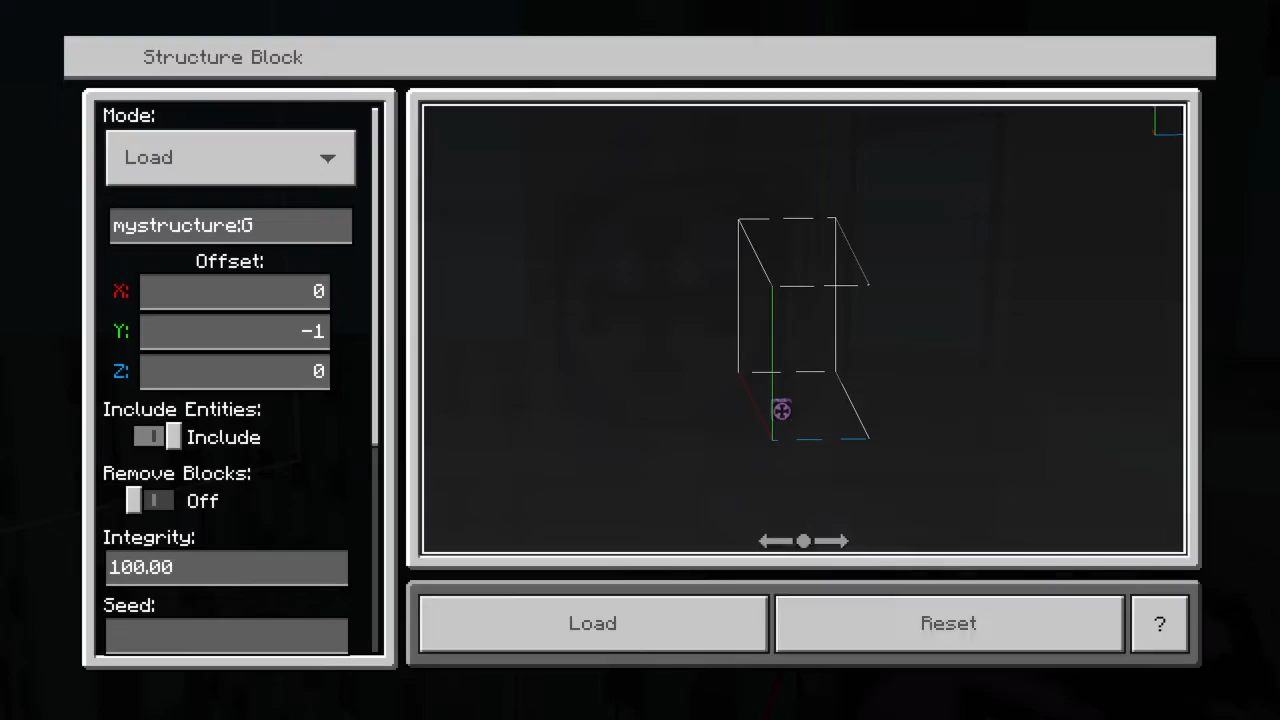 Structure Block
Mode:
Load
mystructure:G
Offset:
X: 0
Y: -1
Z: 0
Include Entities:
Include
Remove Blocks:
Off
Integrity:
100.00
Seed:
Load
Reset
?